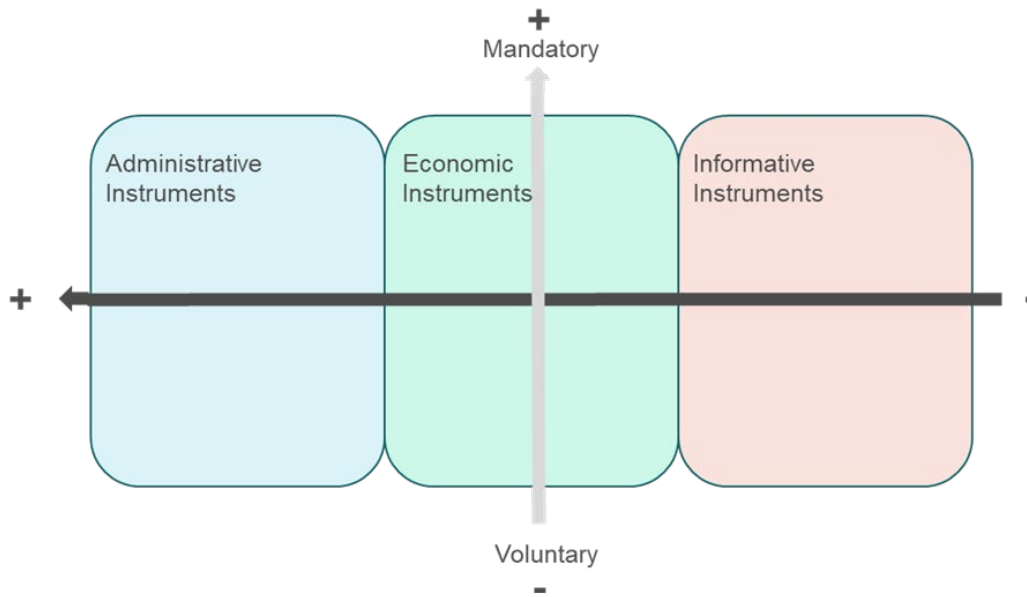 +
Mandatory
Administrative
Instruments
Economic
Instruments
Informative
Instruments
+
-
Voluntary
-